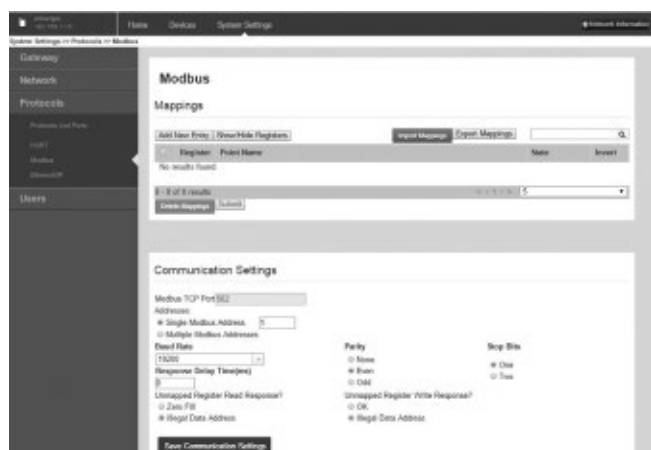 Home Devices System Settings
Network Information
System Settings >> Protocols >> Modbus
Gateway
Network
Protocols
Protocols and Ports
HART
Modbus
Ethernet/IP
Users
Modbus
Mappings
Add New Entry Show/Hide Registers Import Mappings Export Mappings
Register Point Name State Invert
No results found
0 - 0 of 0 results 5
Delete Mappings Submit
Communication Settings
Modbus TCP Port 502
Addresses
Single Modbus Address 1
Multiple Modbus Addresses
Baud Rate Parity Stop Bits
19200 None One
Response Delay Time(ms) Even Two
0 Odd
Unmapped Register Read Response? Unmapped Register Write Response?
Zero Fill OK
Illegal Data Address Illegal Data Address
Save Communication Settings